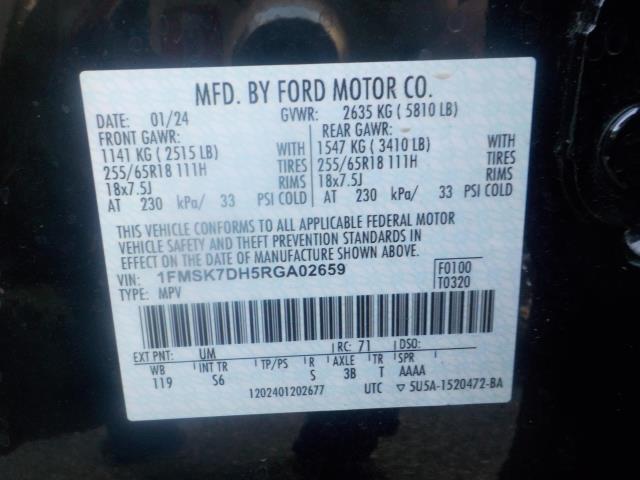 MFD. BY FORD MOTOR CO.
DATE: 01/24 GVWR: 2635 KG ( 5810 LB)
FRONT GAWR: REAR GAWR:
1141 KG ( 2515 LB) WITH 1547 KG ( 3410 LB) WITH
255/65R18 111H TIRES 255/65R18 111H TIRES
18x7.5J RIMS 18x7.5J RIMS
AT 230 kPa/ 33 PSI COLD AT 230 kPa/ 33 PSI COLD
THIS VEHICLE CONFORMS TO ALL APPLICABLE FEDERAL MOTOR
VEHICLE SAFETY AND THEFT PREVENTION STANDARDS IN
EFFECT ON THE DATE OF MANUFACTURE SHOWN ABOVE.
VIN: 1FMSK7DH5RGA02659 F0100
TYPE: MPV T0320
EXT PNT: UM RC: 71 DSO:
WB INT TR TP/PS R AXLE TR SPR
119 S6 S 3B T AAAA
1202401202677 UTC ▽ 5U5A-1520472-BA